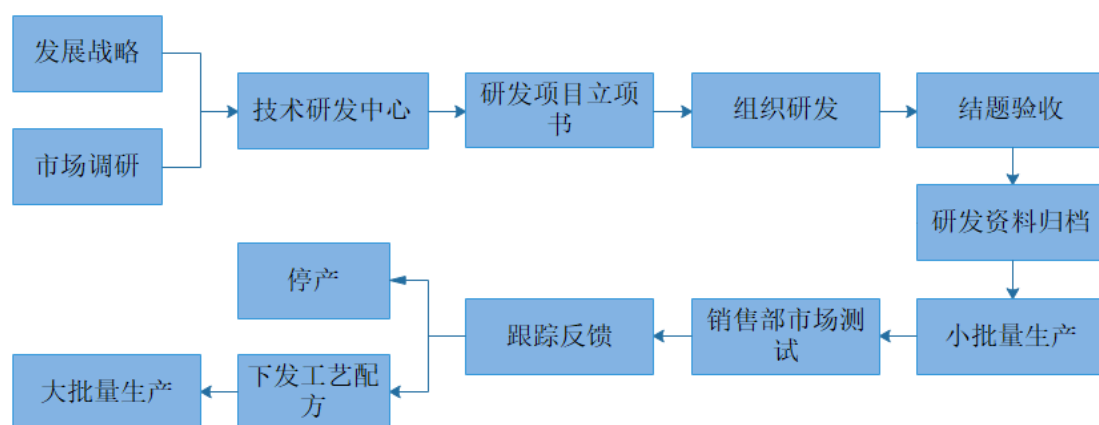 发展战略
市场调研
技术研发中心
研发项目立项
书
组织研发
结题验收
研发资料归档
小批量生产
销售部市场测
试
跟踪反馈
停产
下发工艺配
方
大批量生产